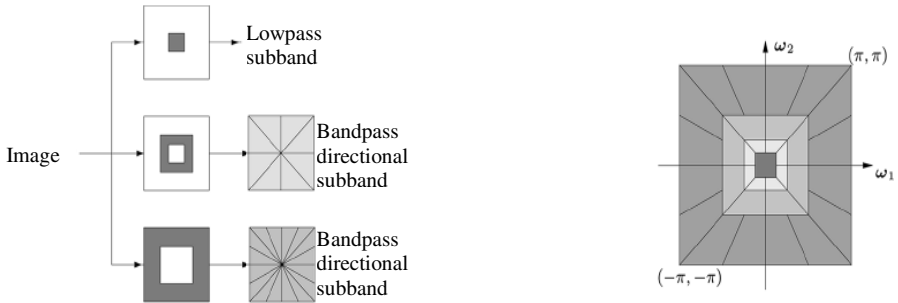 Lowpass
subband
Image
Bandpass
directional
subband
Bandpass
directional
subband
ω₂
(π, π)
ω₁
(−π, −π)